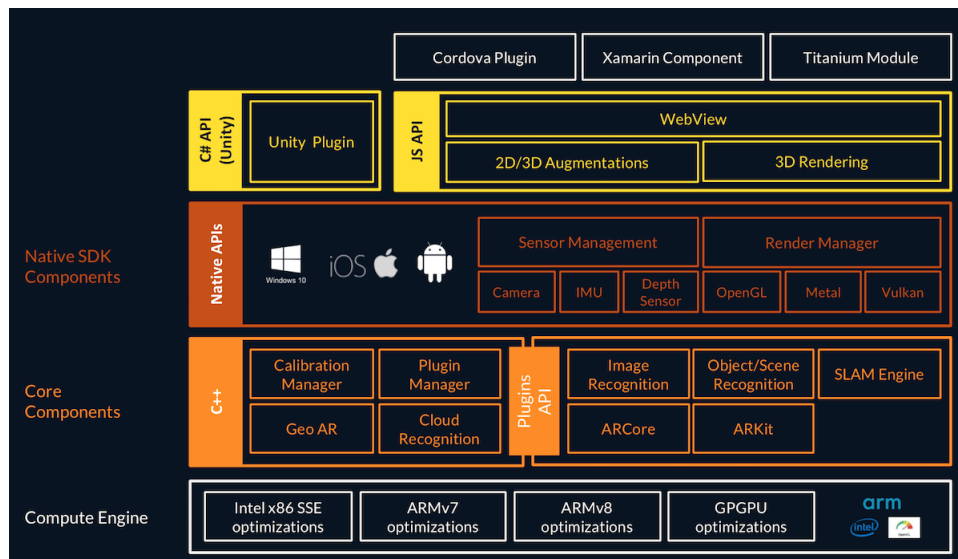 Cordova Plugin
Xamarin Component
Titanium Module
C# API
(Unity)
Unity Plugin
JS API
WebView
2D/3D Augmentations
3D Rendering
Native SDK
Components
Native APIs
Windows 10
iOS
Sensor Management
Render Manager
Camera
IMU
Depth
Sensor
OpenGL
Metal
Vulkan
Core
Components
C++
Calibration
Manager
Plugin
Manager
Geo AR
Cloud
Recognition
Plugins
API
Image
Recognition
Object/Scene
Recognition
SLAM Engine
ARCore
ARKit
Compute Engine
Intel x86 SSE
optimizations
ARMv7
optimizations
ARMv8
optimizations
GPGPU
optimizations
arm
intel